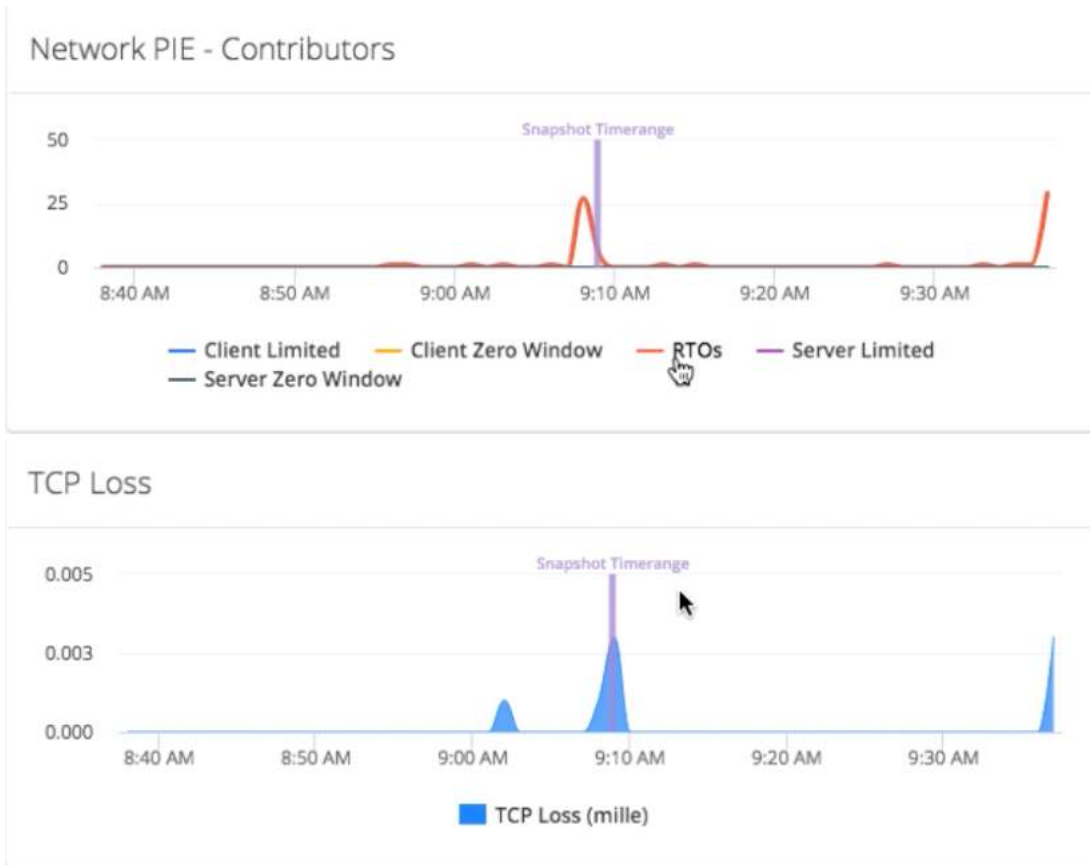 Network PIE - Contributors
Snapshot Timerange
50
25
0
8:40 AM 8:50 AM 9:00 AM 9:10 AM 9:20 AM 9:30 AM
Client Limited Client Zero Window RTOs Server Limited
Server Zero Window
TCP Loss
Snapshot Timerange
0.005
0.003
0.000
8:40 AM 8:50 AM 9:00 AM 9:10 AM 9:20 AM 9:30 AM
TCP Loss (mille)